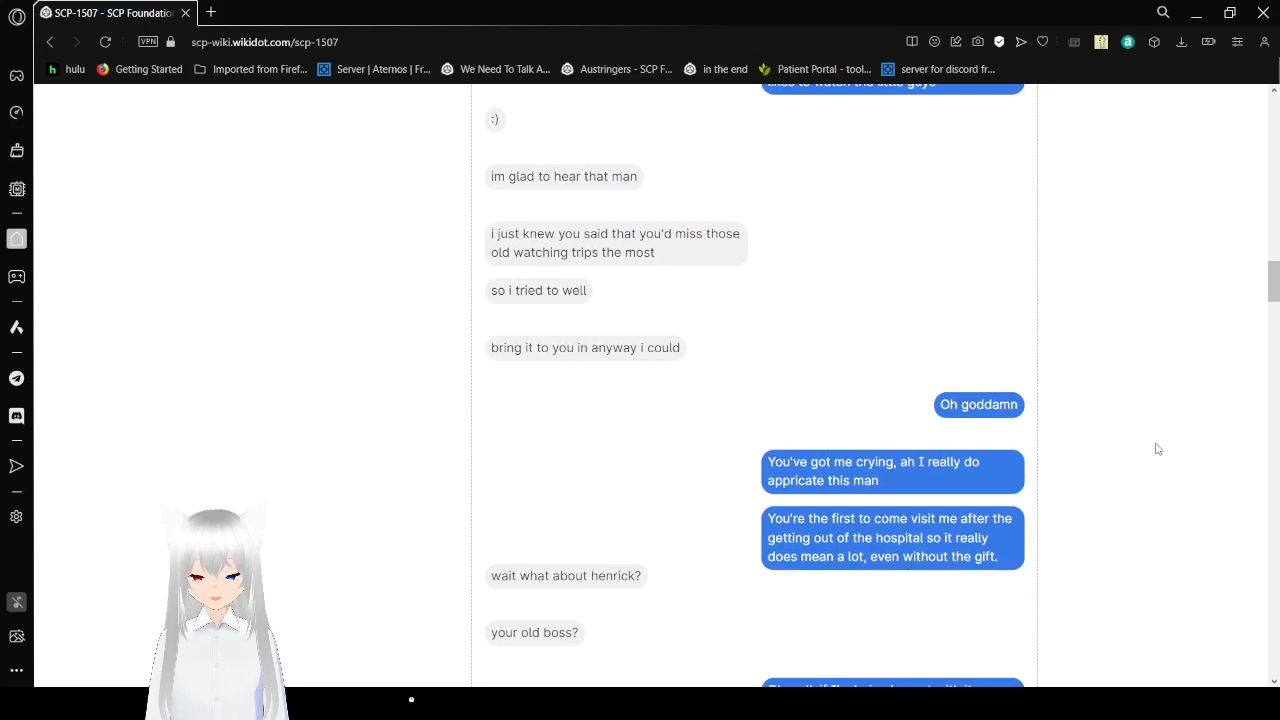 SCP-1507 - SCP Foundatio
scp-wiki.wikidot.com/scp-1507
VPN
hulu
Getting Started
Imported from Firef...
Server | Aternos | Fr...
We Need To Talk A...
Austringers - SCP F...
in the end
Patient Portal - tool...
server for discord fr...
:)
im glad to hear that man
i just knew you said that you'd miss those
old watching trips the most
so i tried to well
bring it to you in anyway i could
Oh goddamn
You've got me crying, ah I really do
appricate this man
You're the first to come visit me after the
getting out of the hospital so it really
does mean a lot, even without the gift.
wait what about henrick?
your old boss?